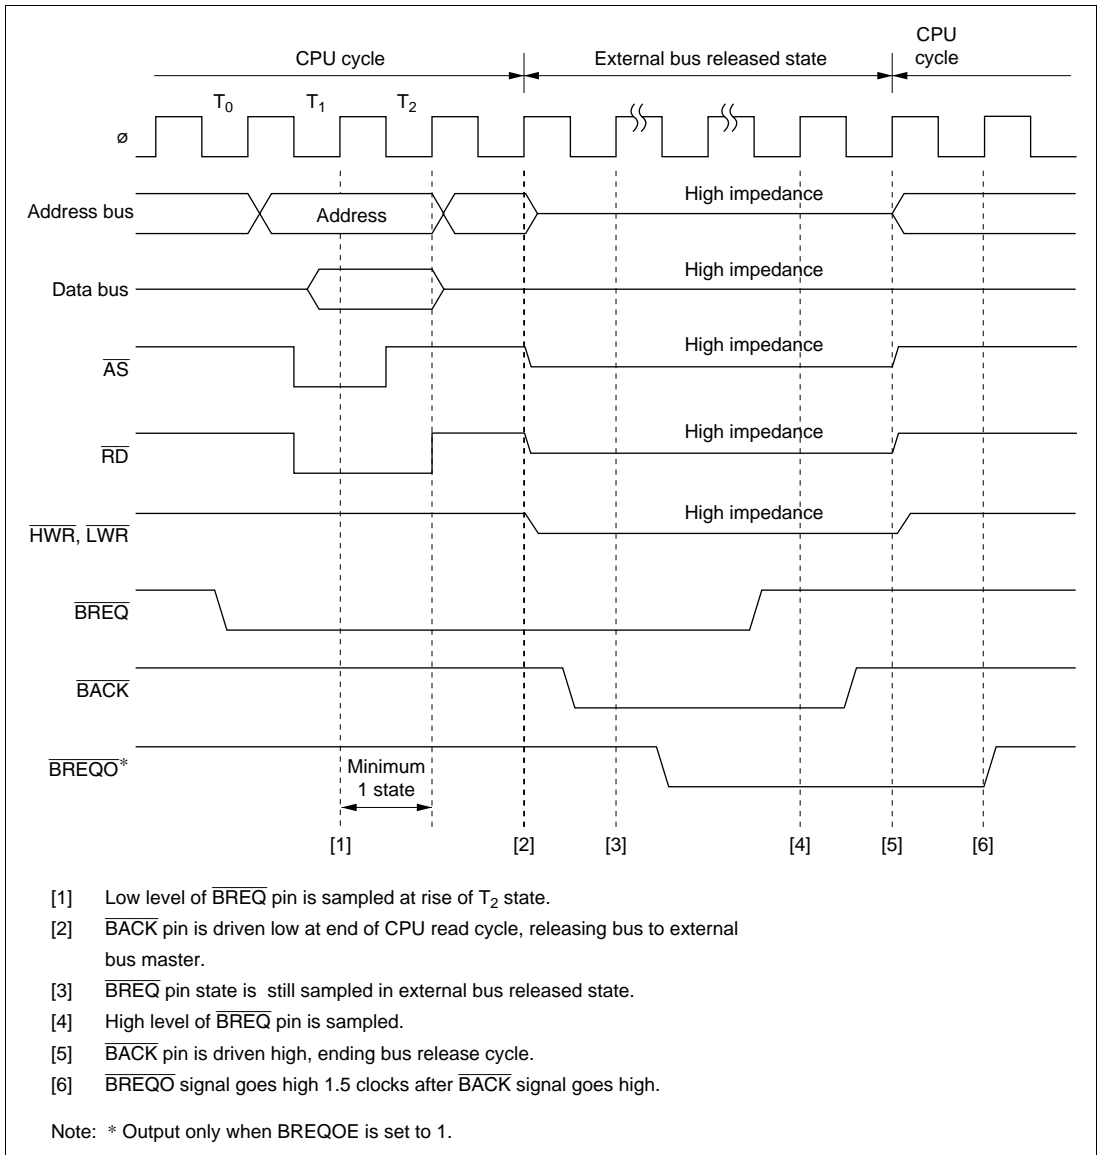 CPU cycle
External bus released state
CPU
cycle
T0
T1
T2
ø
Address bus
Address
High impedance
Data bus
High impedance
AS
High impedance
RD
High impedance
HWR, LWR
High impedance
BREQ
BACK
BREQO*
Minimum
1 state
[1]
[2]
[3]
[4]
[5]
[6]
[1] Low level of BREQ pin is sampled at rise of T2 state.
[2] BACK pin is driven low at end of CPU read cycle, releasing bus to external
bus master.
[3] BREQ pin state is still sampled in external bus released state.
[4] High level of BREQ pin is sampled.
[5] BACK pin is driven high, ending bus release cycle.
[6] BREQO signal goes high 1.5 clocks after BACK signal goes high.
Note: * Output only when BREQOE is set to 1.